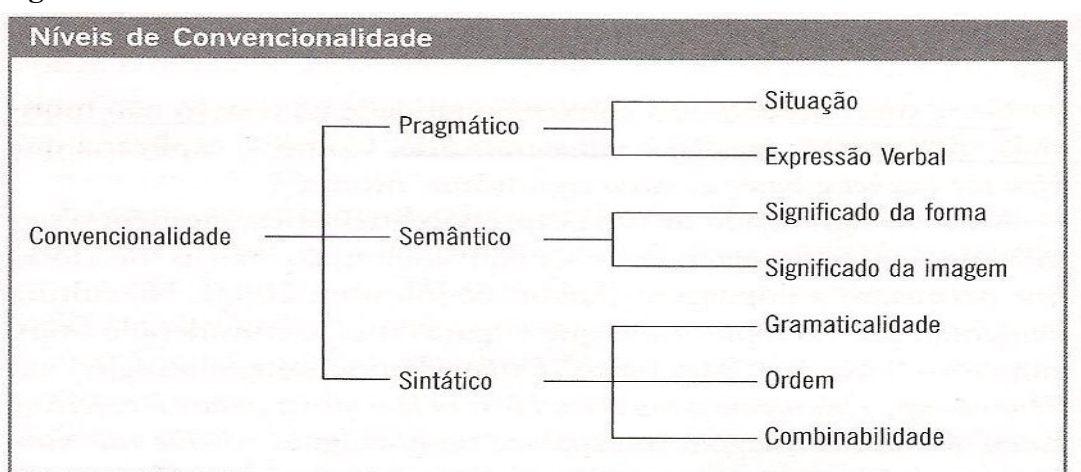 Níveis de Convencionalidade
Convencionalidade
Pragmático
Situação
Expressão Verbal
Semântico
Significado da forma
Significado da imagem
Sintático
Gramaticalidade
Ordem
Combinabilidade